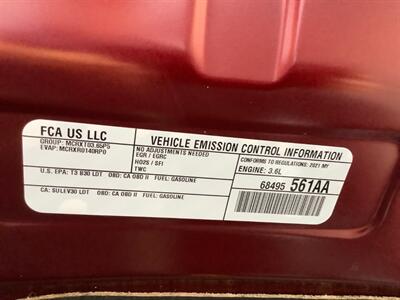 FCA US LLC
VEHICLE EMISSION CONTROL INFORMATION
GROUP: MCRXT03.65P5
EVAP: MCRXR0140RP0
NO ADJUSTMENTS NEEDED
EGR / EGRC
HO2S / SFI
TWC
CONFORMS TO REGULATIONS: 2021 MY
ENGINE: 3.6L
68495 561AA
U.S. EPA: T3 B30 LDT OBD: CA OBD II FUEL: GASOLINE
CA: SULEV30 LDT OBD: CA OBD II FUEL: GASOLINE